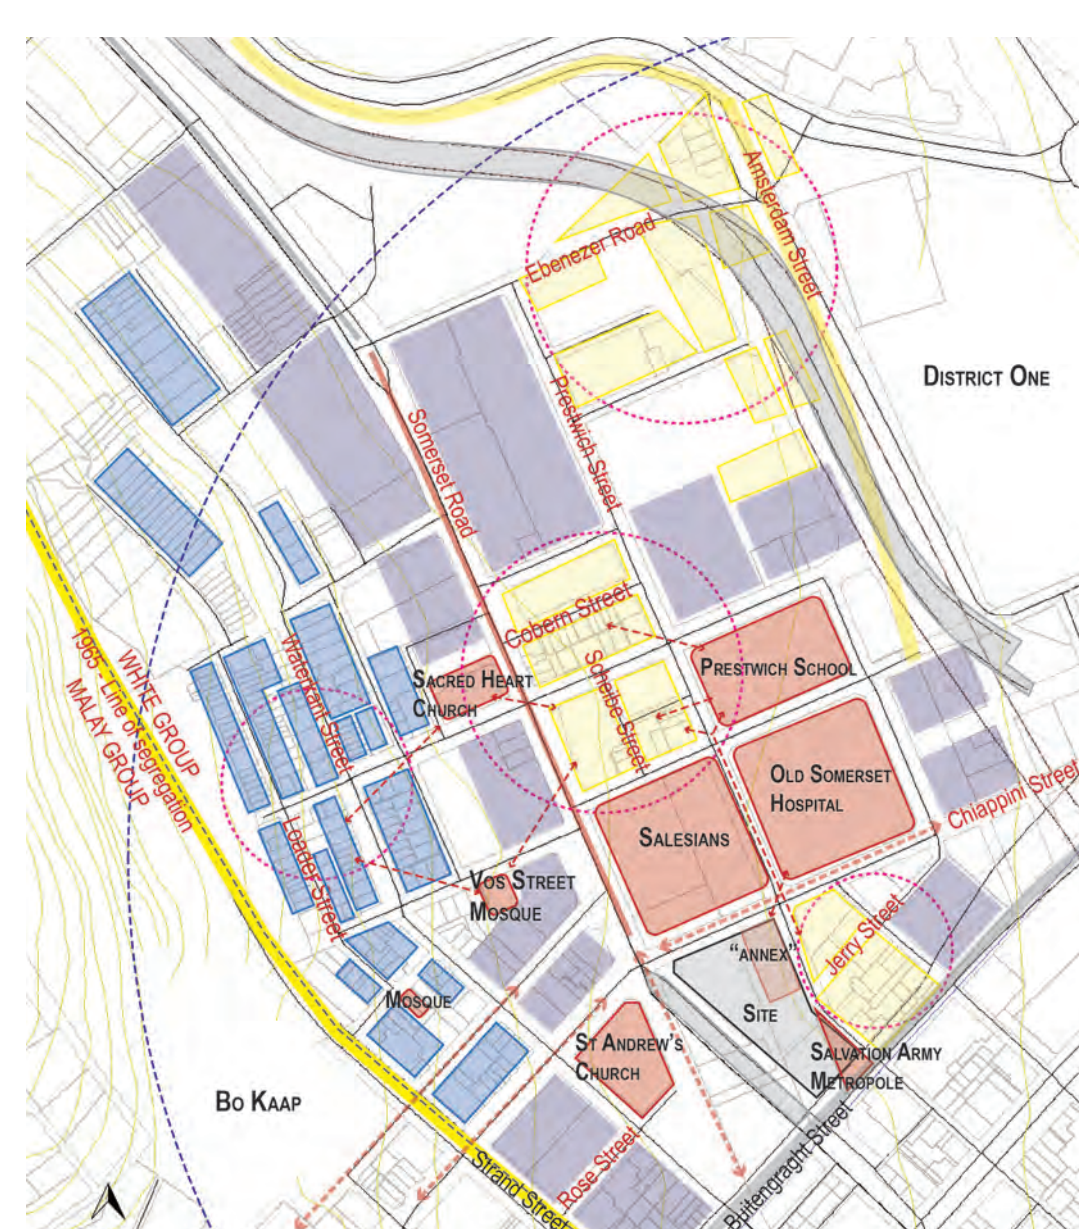 Amsterdam Street
Ebenezer Road
District One
Prestwich Street
Somerset Road
Cobern Street
Scheibe Street
Prestwich School
Sacred Heart
Church
Waterkant Street
1965 - Line of segregation
WHITE GROUP
MALAY GROUP
Old Somerset
Hospital
Chiappini Street
Salesians
Loader Street
Vos Street
Mosque
Jerry Street
"annex"
Mosque
Site
St Andrew's
Church
Salvation Army
Metropole
Bo Kaap
Rose Street
Strand Street
Buitengraght Street